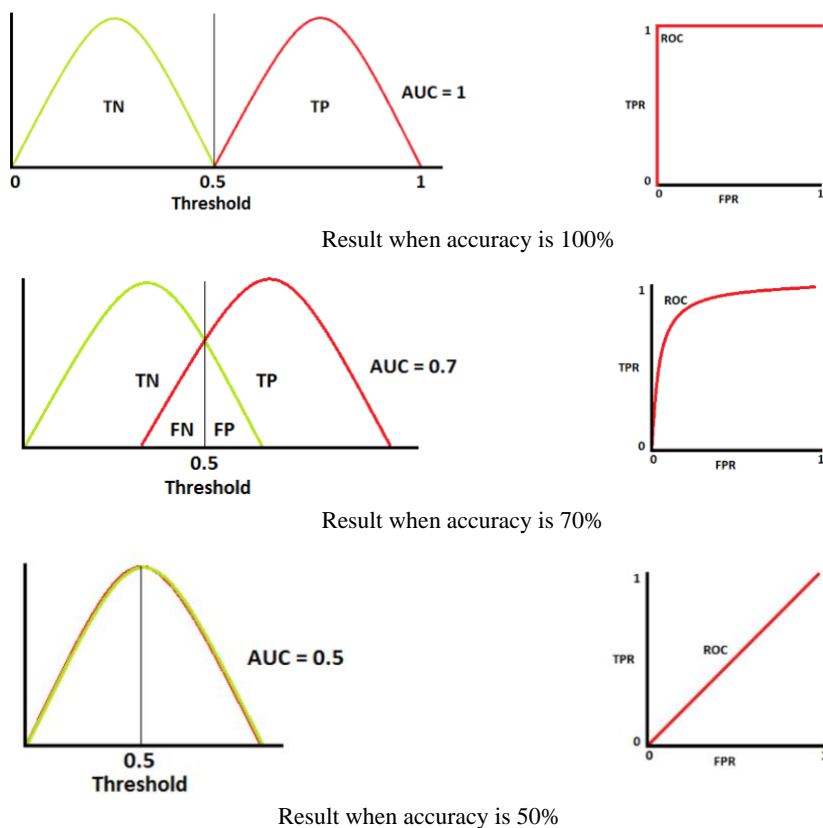 TN
TP
AUC = 1
0
0.5
1
Threshold
1
ROC
TPR
0
0
FPR
1
Result when accuracy is 100%
TN
TP
AUC = 0.7
FN
FP
0.5
Threshold
1
ROC
TPR
0
0
FPR
1
Result when accuracy is 70%
AUC = 0.5
0.5
Threshold
1
TPR
ROC
0
0
FPR
1
Result when accuracy is 50%